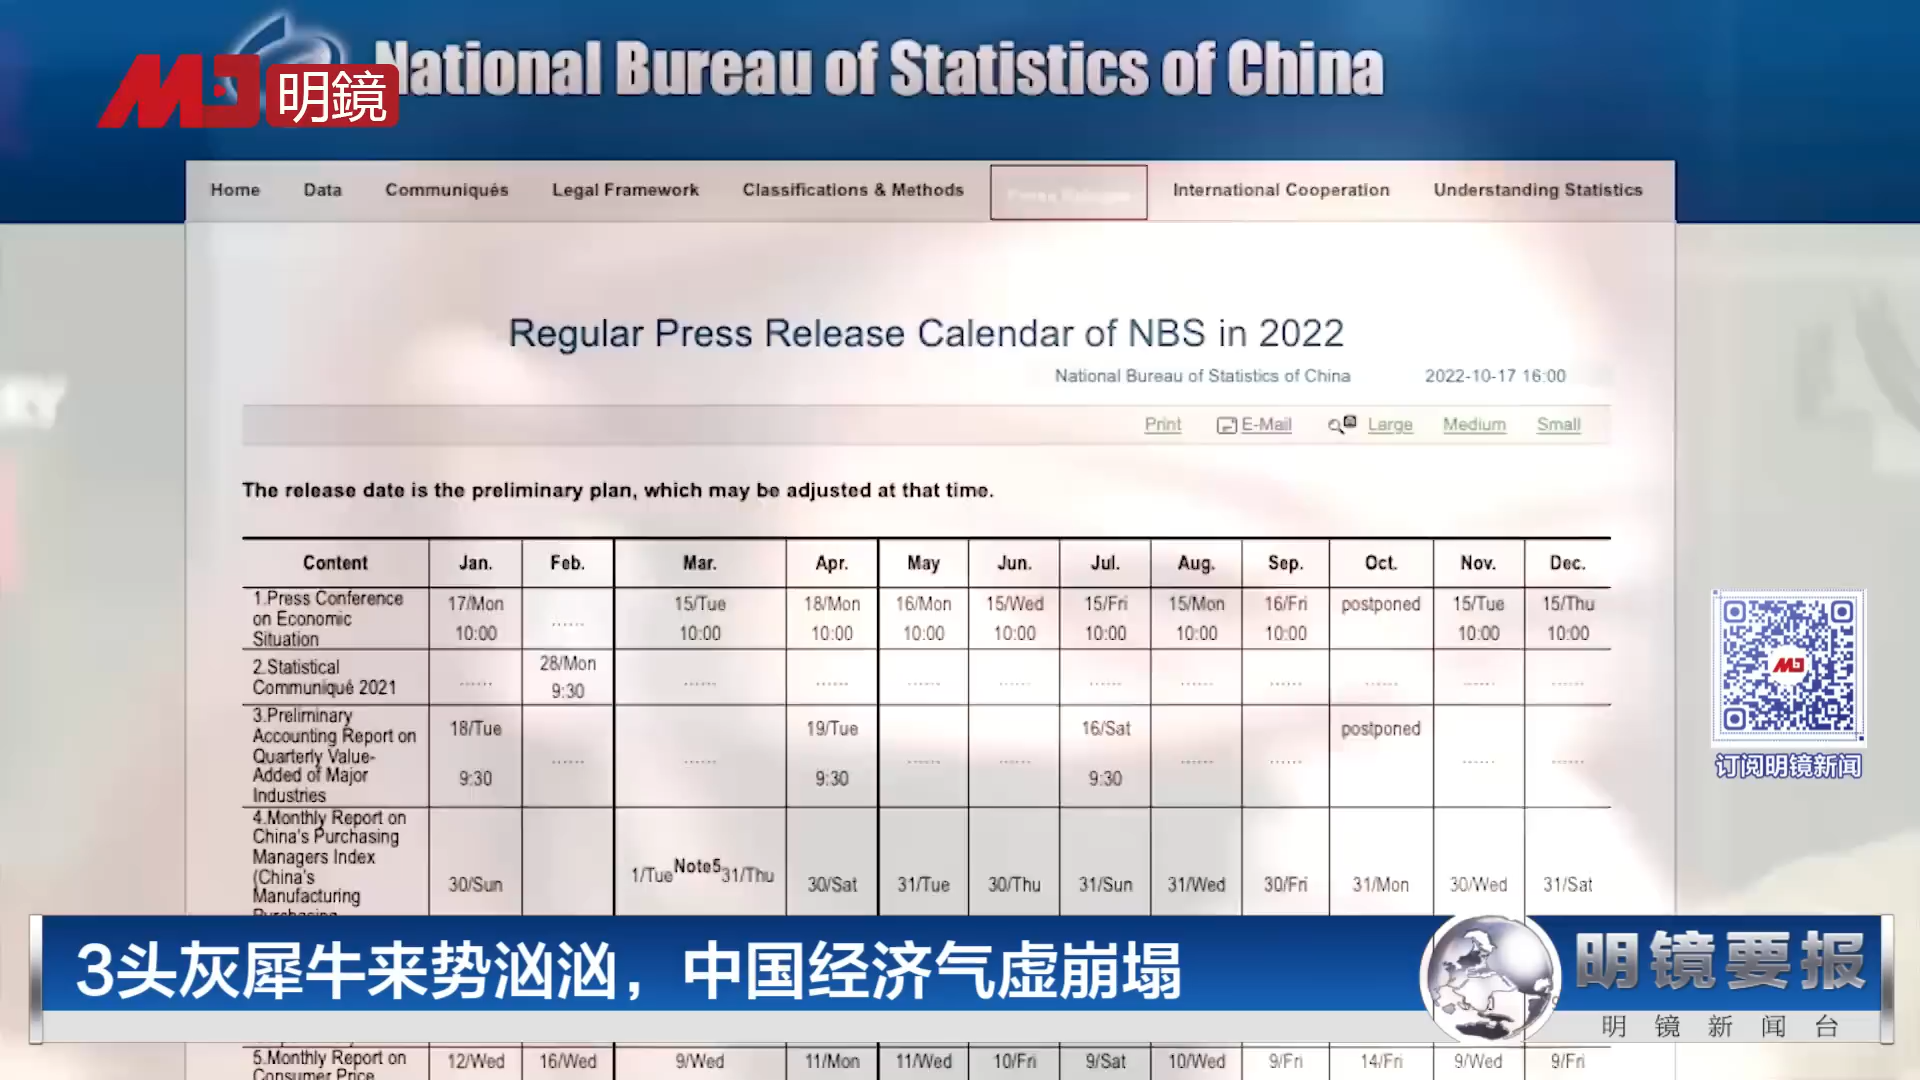 National Bureau of Statistics of China
MJ 明鏡
Home Data Communiqués Legal Framework Classifications & Methods International Cooperation Understanding Statistics
Regular Press Release Calendar of NBS in 2022
National Bureau of Statistics of China 2022-10-17 16:00
Print E-Mail Large Medium Small
The release date is the preliminary plan, which may be adjusted at that time.
Content Jan. Feb. Mar. Apr. May Jun. Jul. Aug. Sep. Oct. Nov. Dec.
1.Press Conference on Economic Situation
17/Mon 10:00 ...... 15/Tue 10:00 18/Mon 10:00 16/Mon 10:00 15/Wed 10:00 15/Fri 10:00 15/Mon 10:00 16/Fri 10:00 postponed 15/Tue 10:00 15/Thu 10:00
2.Statistical Communiqué 2021
...... 28/Mon 9:30 ...... ...... ...... ...... ...... ...... ...... ...... ...... ......
3.Preliminary Accounting Report on Quarterly Value-Added of Major Industries
18/Tue 9:30 ...... ...... 19/Tue 9:30 ...... ...... 16/Sat 9:30 ...... ...... postponed ...... ......
4.Monthly Report on China's Purchasing Managers Index (China's Manufacturing
30/Sun 1/Tue Note5 31/Thu 30/Sat 31/Tue 30/Thu 31/Sun 31/Wed 30/Fri 31/Mon 30/Wed 31/Sat
订阅明镜新闻
3头灰犀牛来势汹汹，中国经济气虚崩塌
明镜要报
明镜新闻台
5.Monthly Report on Consumer Price
12/Wed 16/Wed 9/Wed 11/Mon 11/Wed 10/Fri 9/Sat 10/Wed 9/Fri 14/Fri 9/Wed 9/Fri